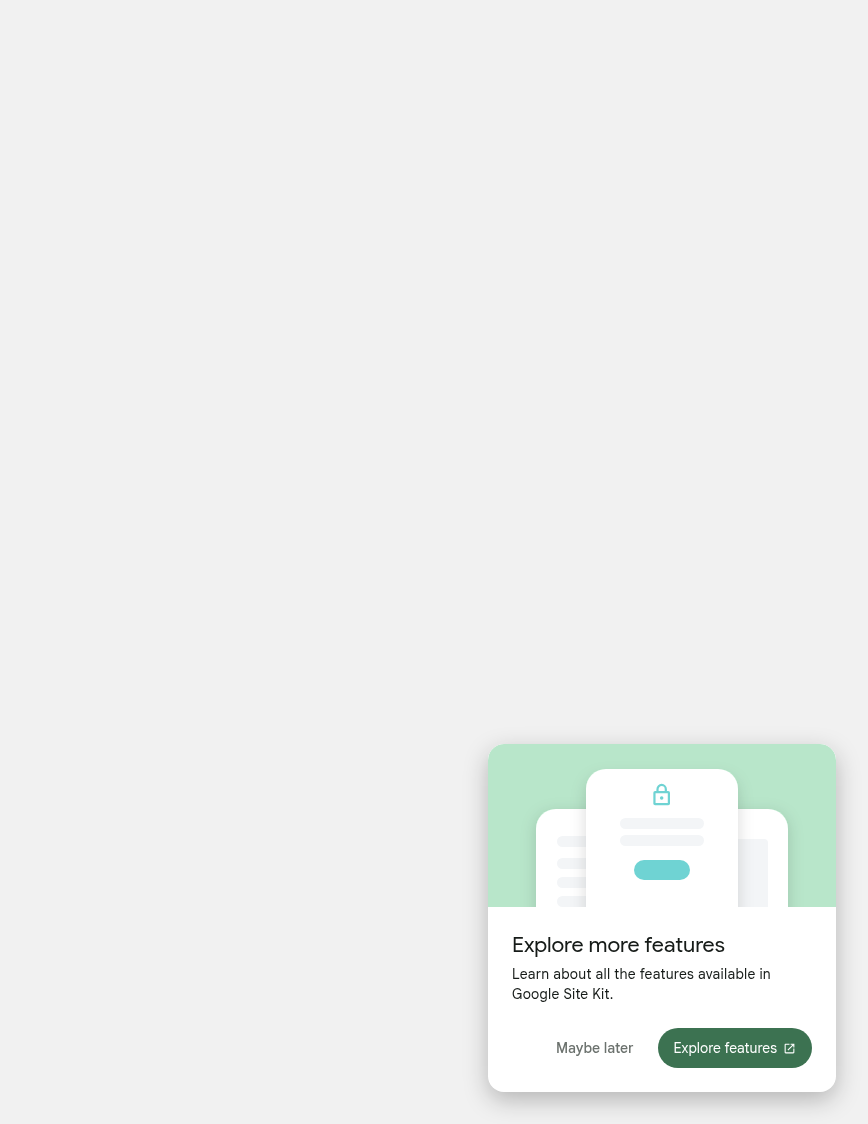 Explore more features
Learn about all the features available in
Google Site Kit.
Maybe later
Explore features